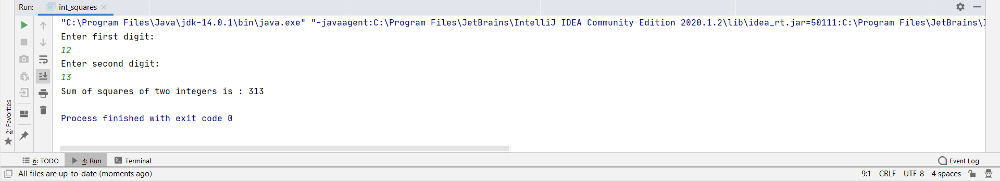 Run: int_squares
"C:\Program Files\Java\jdk-14.0.1\bin\java.exe" "-javaagent:C:\Program Files\JetBrains\IntelliJ IDEA Community Edition 2020.1.2\lib\idea_rt.jar=50111:C:\Program Files\JetBrains\
Enter first digit:
12
Enter second digit:
13
Sum of squares of two integers is : 313
Process finished with exit code 0
2: Favorites
6: TODO 4: Run Terminal Event Log
All files are up-to-date (moments ago) 9:1 CRLF UTF-8 4 spaces